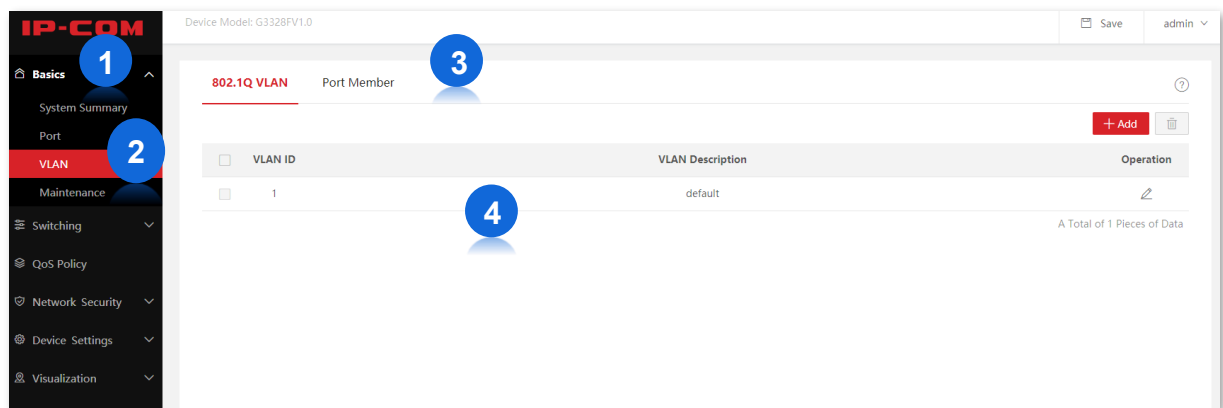 IP-COM
Device Model: G3328FV1.0
Save
admin
1
Basics
System Summary
Port
2
VLAN
Maintenance
Switching
QoS Policy
Network Security
Device Settings
Visualization
3
802.1Q VLAN Port Member
?
+ Add
VLAN ID VLAN Description Operation
1 default
4
A Total of 1 Pieces of Data